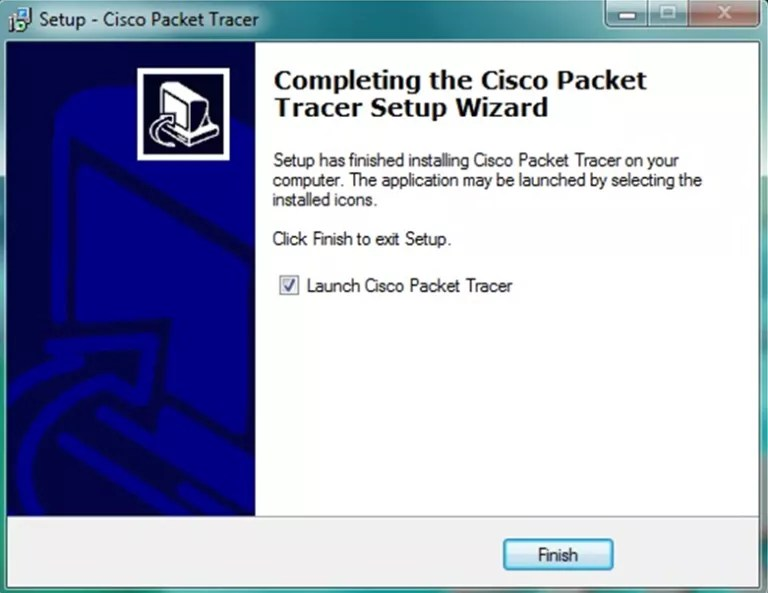 Setup - Cisco Packet Tracer
Completing the Cisco Packet
Tracer Setup Wizard
Setup has finished installing Cisco Packet Tracer on your
computer. The application may be launched by selecting the
installed icons.
Click Finish to exit Setup.
Launch Cisco Packet Tracer
Finish